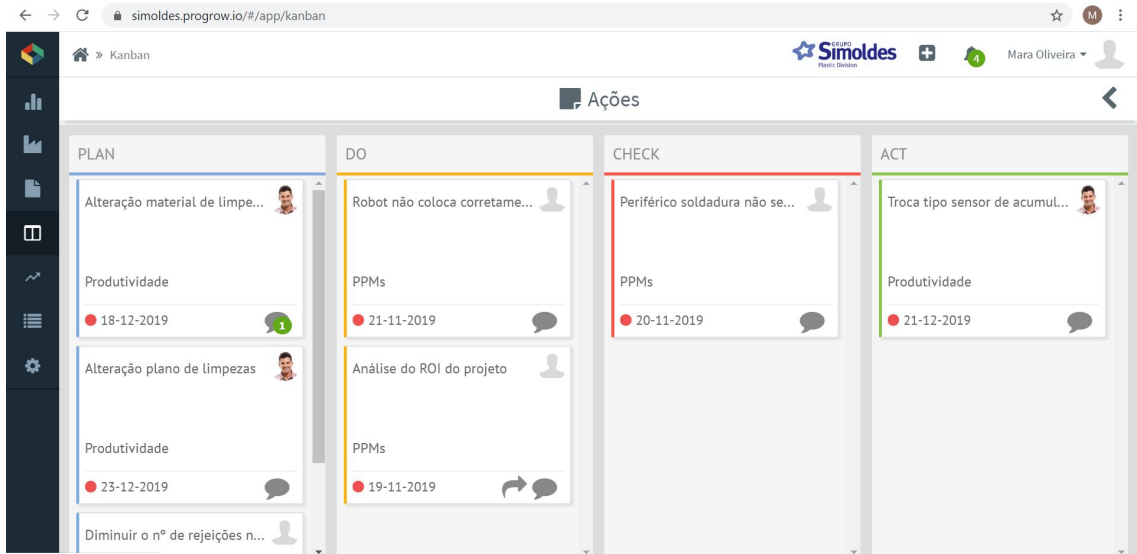 simoldes.progrow.io/#/app/kanban
M
» Kanban
GRUPO
Simoldes
Plastic Division
4
Mara Oliveira
Ações
PLAN
DO
CHECK
ACT
Alteração material de limpe...
Robot não coloca corretame...
Periférico soldadura não se...
Troca tipo sensor de acumul...
Produtividade
PPMs
PPMs
Produtividade
18-12-2019
1
21-11-2019
20-11-2019
21-12-2019
Alteração plano de limpezas
Análise do ROI do projeto
Produtividade
PPMs
23-12-2019
19-11-2019
Diminuir o nº de rejeições n...